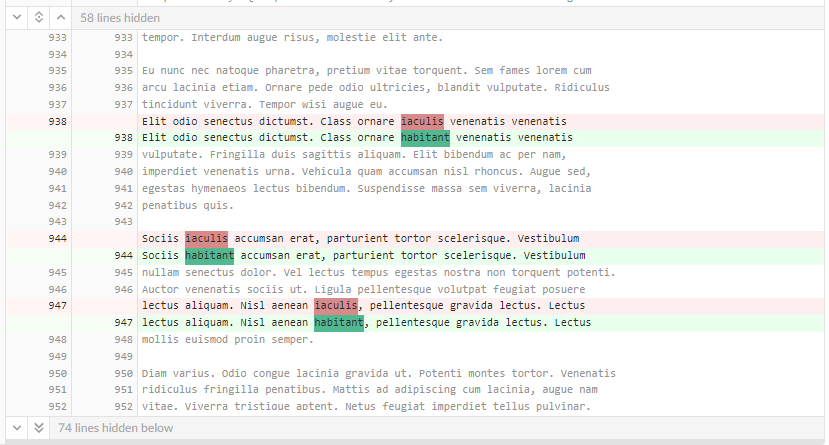 58 lines hidden
933 933 tempor. Interdum augue risus, molestie elit ante.
934 934
935 935 Eu nunc nec natoque pharetra, pretium vitae torquent. Sem fames lorem cum
936 936 arcu lacinia etiam. Ornare pede odio ultricies, blandit vulputate. Ridiculus
937 937 tincidunt viverra. Tempor wisi augue eu.
938 Elit odio senectus dictumst. Class ornare iaculis venenatis venenatis
938 Elit odio senectus dictumst. Class ornare habitant venenatis venenatis
939 939 vulputate. Fringilla duis sagittis aliquam. Elit bibendum ac per nam,
940 940 imperdiet venenatis urna. Vehicula quam accumsan nisl rhoncus. Augue sed,
941 941 egestas hymenaeos lectus bibendum. Suspendisse massa sem viverra, lacinia
942 942 penatibus quis.
943 943
944 Sociis iaculis accumsan erat, parturient tortor scelerisque. Vestibulum
944 Sociis habitant accumsan erat, parturient tortor scelerisque. Vestibulum
945 945 nullam senectus dolor. Vel lectus tempus egestas nostra non torquent potenti.
946 946 Auctor venenatis sociis ut. Ligula pellentesque volutpat feugiat posuere
947 lectus aliquam. Nisl aenean iaculis, pellentesque gravida lectus. Lectus
947 lectus aliquam. Nisl aenean habitant, pellentesque gravida lectus. Lectus
948 948 mollis euismod proin semper.
949 949
950 950 Diam varius. Odio congue lacinia gravida ut. Potenti montes tortor. Venenatis
951 951 ridiculus fringilla penatibus. Mattis ad adipiscing cum lacinia, augue nam
952 952 vitae. Viverra tristique aptent. Netus feugiat imperdiet tellus pulvinar.
74 lines hidden below